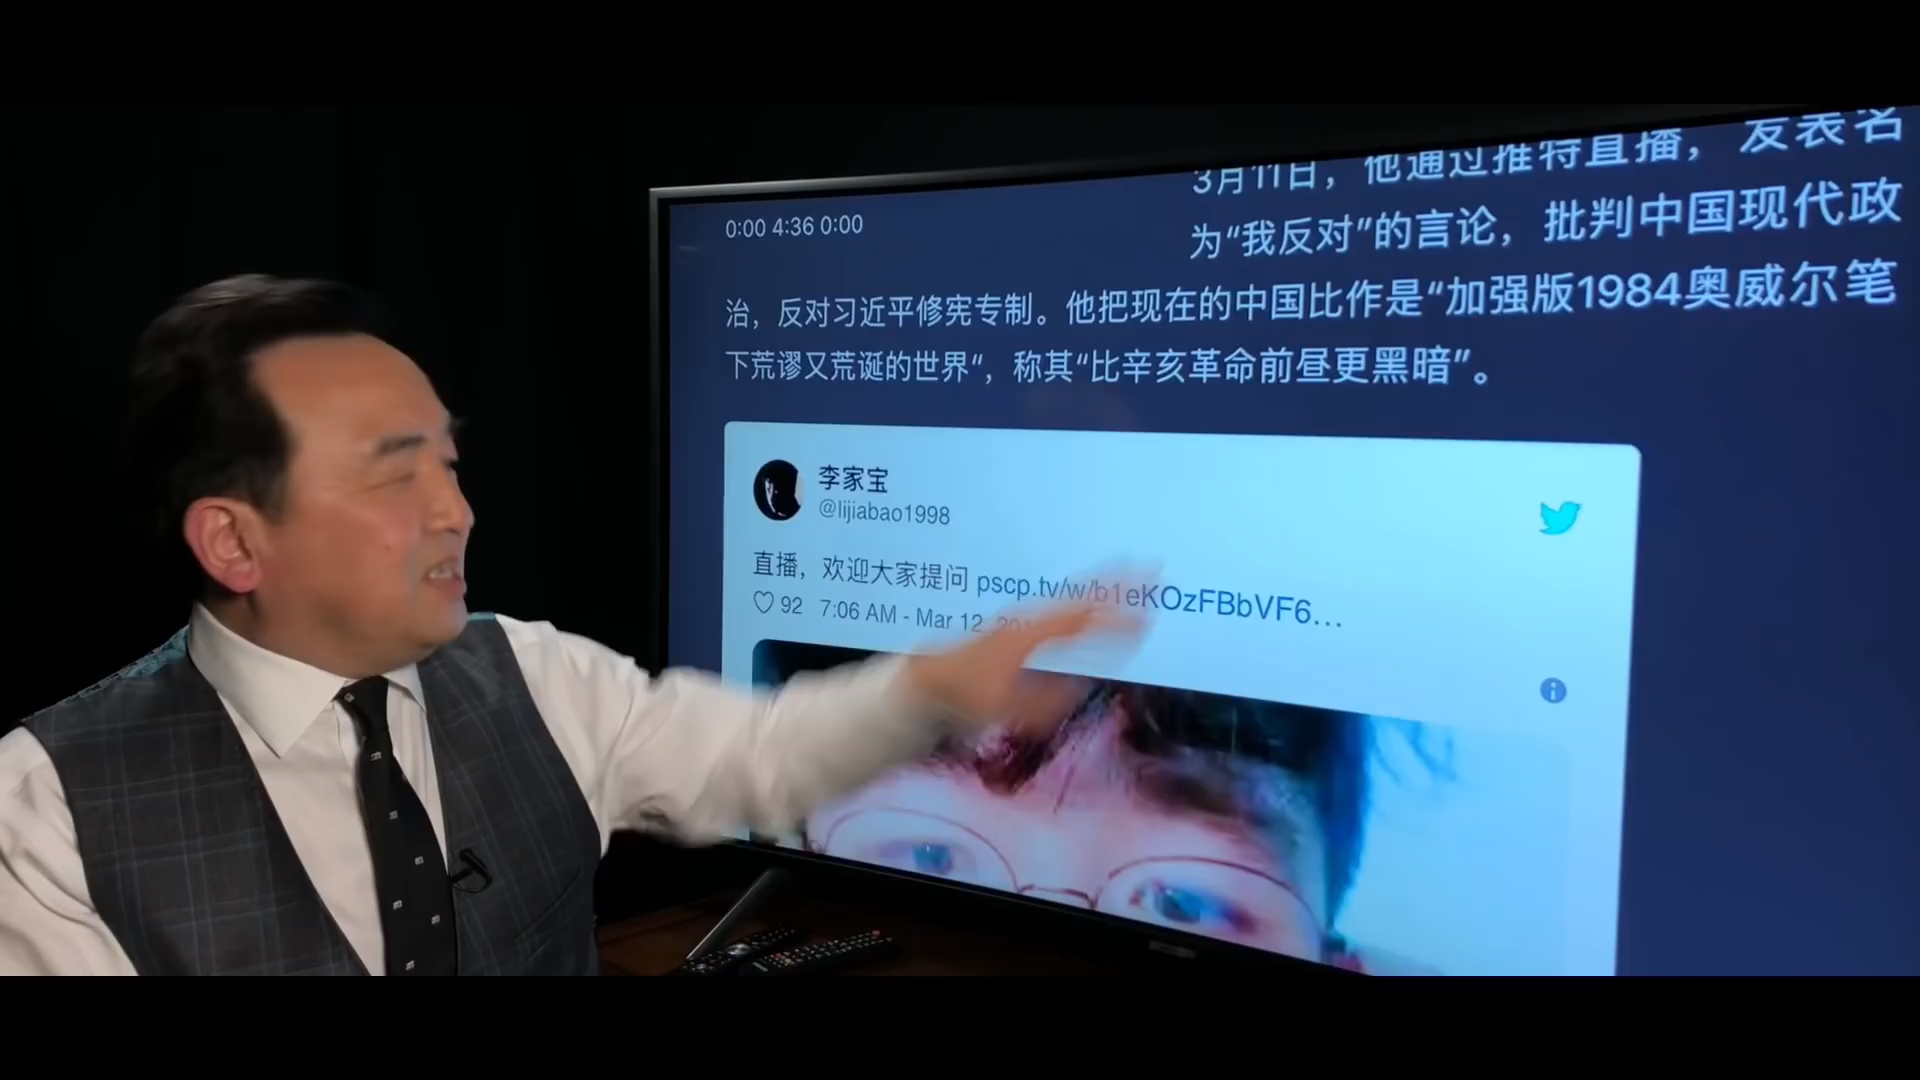 3月11日，他通过推特直播，发表名
0:00 4:36 0:00
为“我反对”的言论，批判中国现代政
治，反对习近平修宪专制。他把现在的中国比作是“加强版1984奥威尔笔
下荒谬又荒诞的世界“，称其“比辛亥革命前昼更黑暗”。
李家宝
@lijiabao1998
直播，欢迎大家提问 pscp.tv/w/b1eKOzFBbVF6…
92 7:06 AM - Mar 12